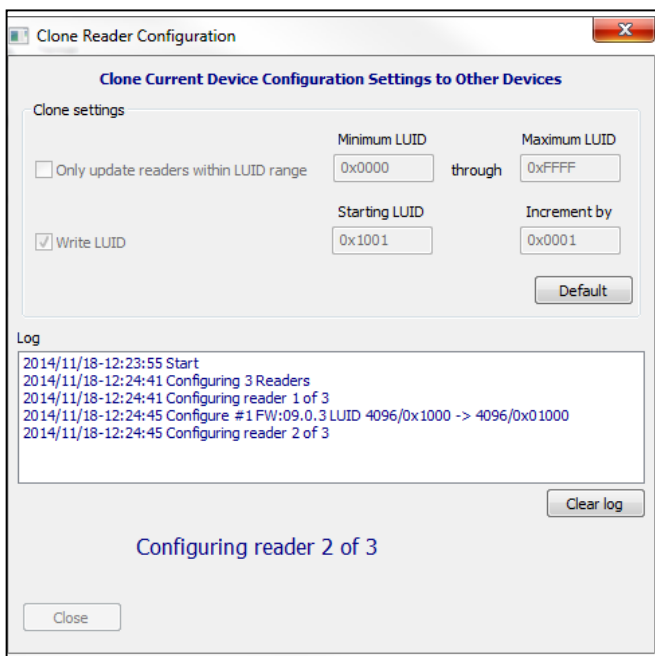 Clone Reader Configuration
Clone Current Device Configuration Settings to Other Devices
Clone settings
Minimum LUID Maximum LUID
Only update readers within LUID range 0x0000 through 0xFFFF
Starting LUID Increment by
Write LUID 0x1001 0x0001
Default
Log
2014/11/18-12:23:55 Start
2014/11/18-12:24:41 Configuring 3 Readers
2014/11/18-12:24:41 Configuring reader 1 of 3
2014/11/18-12:24:45 Configure #1 FW:09.0.3 LUID 4096/0x1000 -> 4096/0x01000
2014/11/18-12:24:45 Configuring reader 2 of 3
Clear log
Configuring reader 2 of 3
Close